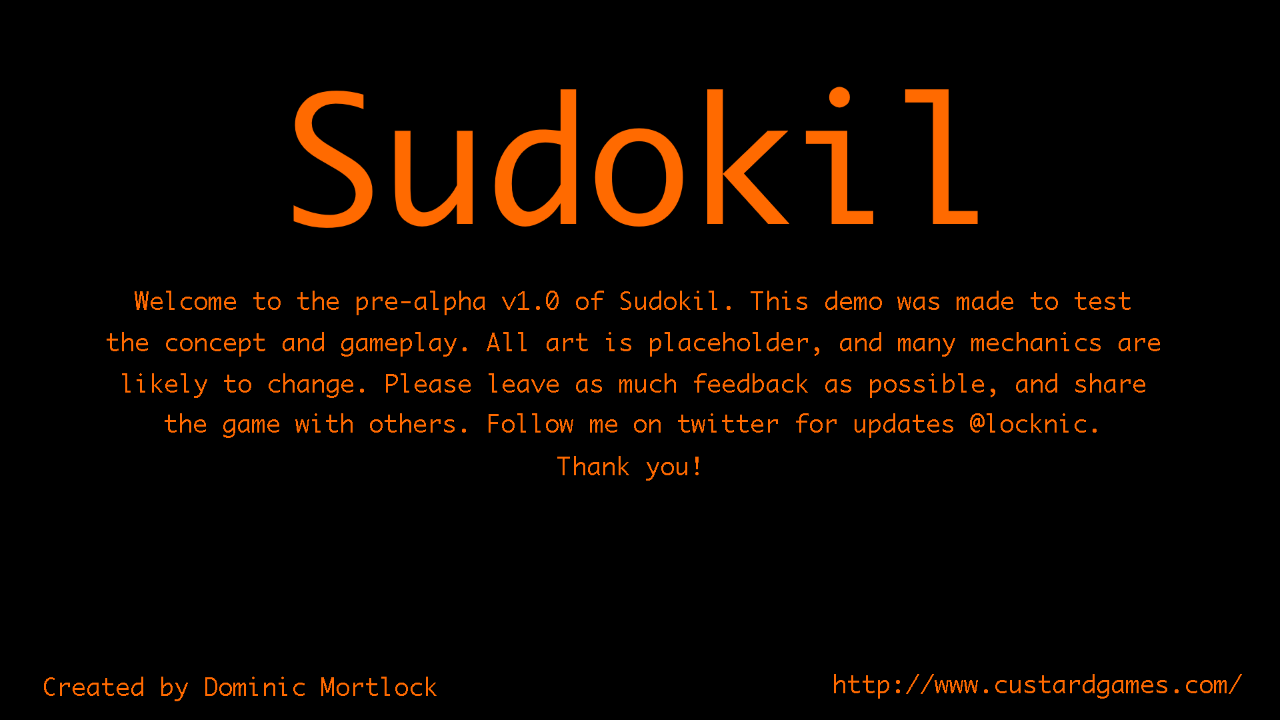 Sudokil
Welcome to the pre-alpha v1.0 of Sudokil. This demo was made to test
the concept and gameplay. All art is placeholder, and many mechanics are
likely to change. Please leave as much feedback as possible, and share
the game with others. Follow me on twitter for updates @locknic.
Thank you!
Created by Dominic Mortlock
http://www.custardgames.com/